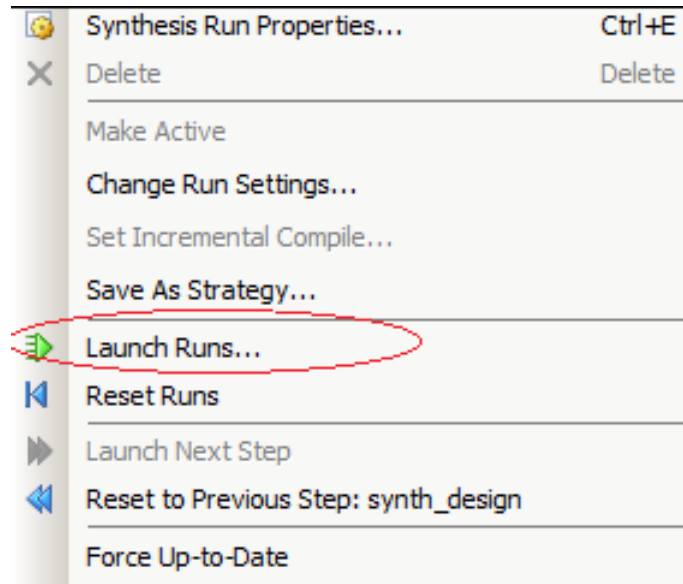 Synthesis Run Properties... Ctrl+E
Delete Delete
Make Active
Change Run Settings...
Set Incremental Compile...
Save As Strategy...
Launch Runs...
Reset Runs
Launch Next Step
Reset to Previous Step: synth_design
Force Up-to-Date